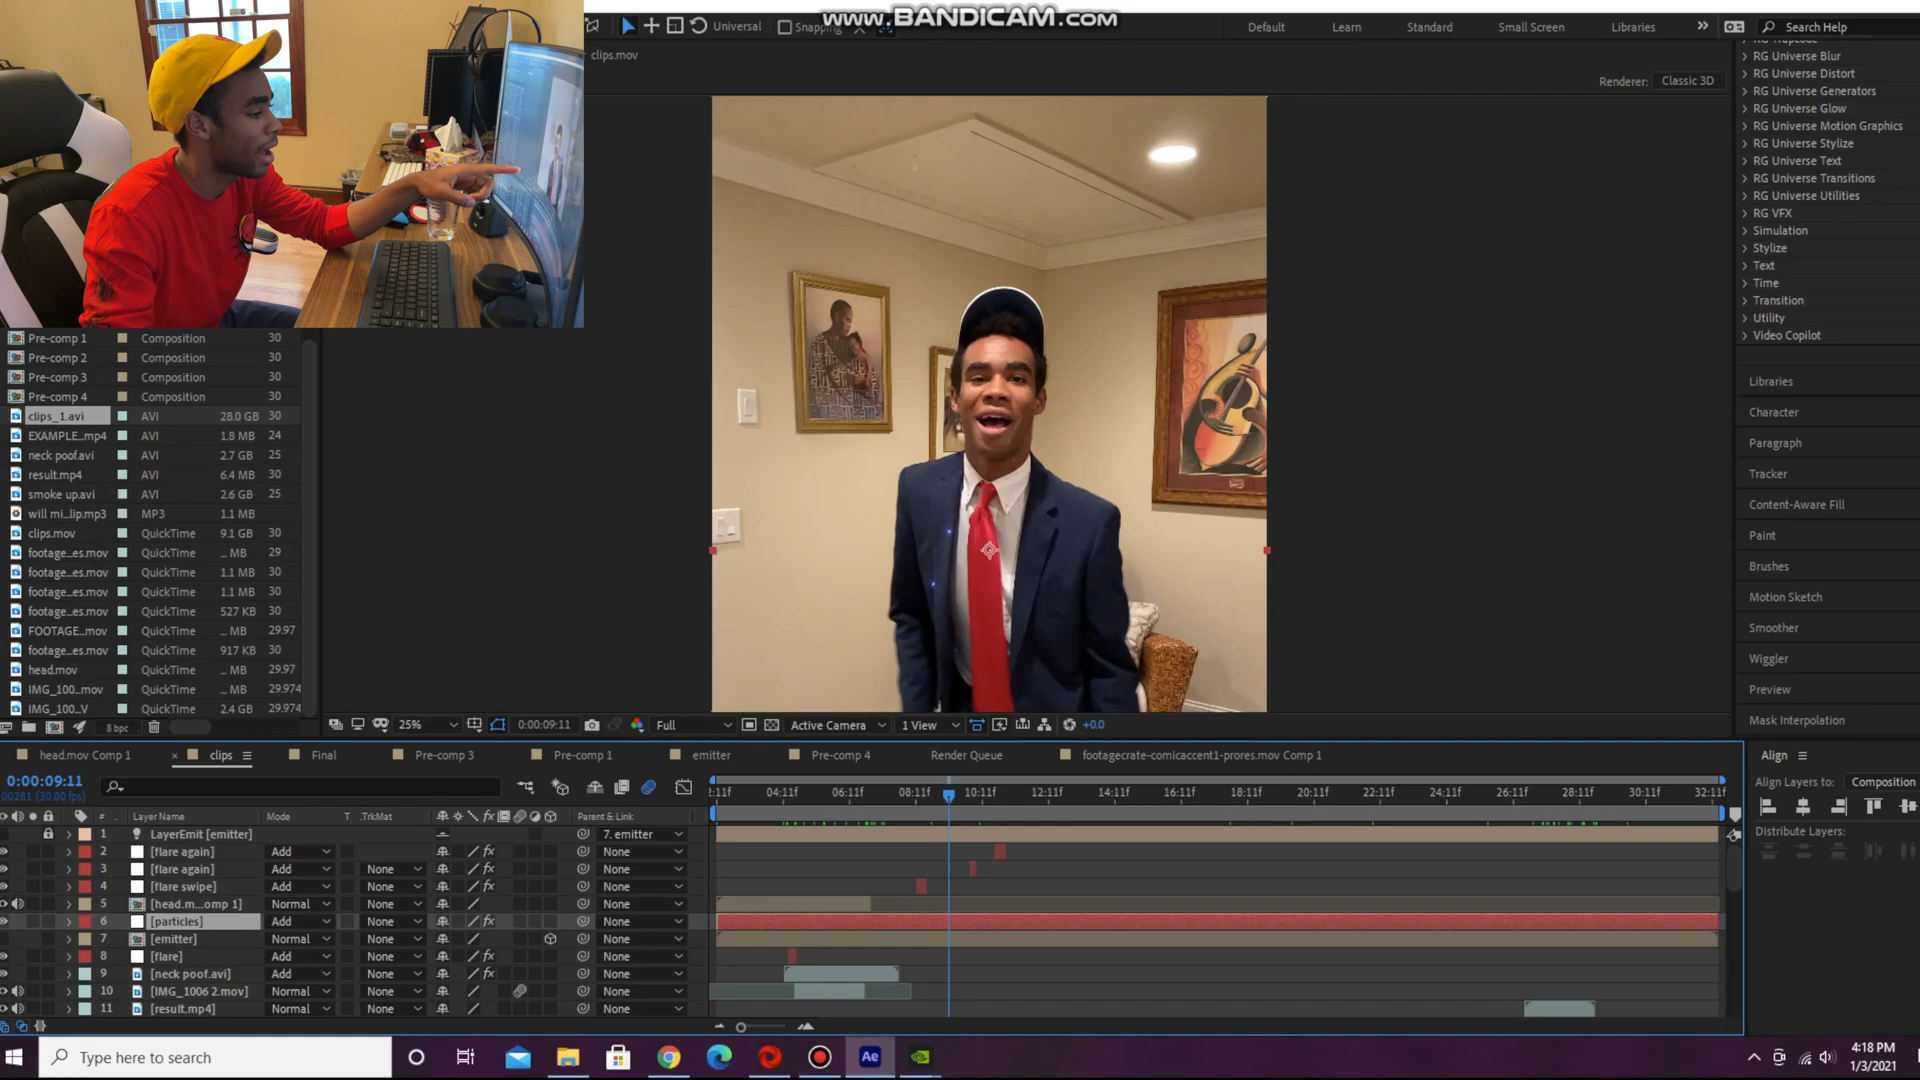 www.BANDICAM.com
Universal Snapping Default Learn Standard Small Screen Libraries Search Help
clips.mov
Renderer: Classic 3D
RG Universe Blur
RG Universe Distort
RG Universe Generators
RG Universe Glow
RG Universe Motion Graphics
RG Universe Stylize
RG Universe Text
RG Universe Transitions
RG Universe Utilities
RG VFX
Simulation
Stylize
Text
Time
Transition
Utility
Video Copilot
Libraries
Character
Paragraph
Tracker
Content-Aware Fill
Paint
Brushes
Motion Sketch
Smoother
Wiggler
Preview
Mask Interpolation
Pre-comp 1 Composition 30
Pre-comp 2 Composition 30
Pre-comp 3 Composition 30
Pre-comp 4 Composition 30
clips_1.avi AVI 28.0 GB 30
EXAMPLE...mp4 AVI 1.8 MB 24
neck poof.avi AVI 2.7 GB 25
result.mp4 AVI 6.4 MB 30
smoke up.avi AVI 2.6 GB 25
will mi...lip.mp3 MP3 1.1 MB
clips.mov QuickTime 9.1 GB 30
footage...es.mov QuickTime ... MB 29
footage...es.mov QuickTime 1.1 MB 30
footage...es.mov QuickTime 1.1 MB 30
footage...es.mov QuickTime 527 KB 30
FOOTAGE...mov QuickTime ... MB 29.97
footage...es.mov QuickTime 917 KB 30
head.mov QuickTime ... MB 29.97
IMG_100...mov QuickTime ... MB 29.974
IMG_100...V QuickTime 2.4 GB 29.974
8 bpc
25% 0:00:09:11 Full Active Camera 1 View +0.0
head.mov Comp 1 × clips Final Pre-comp 3 Pre-comp 1 emitter Pre-comp 4 Render Queue footagecrate-comicaccent1-prores.mov Comp 1
0:00:09:11
00281 (30.00 fps)
2:11f 04:11f 06:11f 08:11f 10:11f 12:11f 14:11f 16:11f 18:11f 20:11f 22:11f 24:11f 26:11f 28:11f 30:11f 32:11f
# Layer Name Mode T .TrkMat fx Parent & Link
1 LayerEmit [emitter] 7. emitter
2 [flare again] Add fx None
3 [flare again] Add None fx None
4 [flare swipe] Add None fx None
5 [head.m...omp 1] Normal None None
6 [particles] Add None fx None
7 [emitter] Normal None None
8 [flare] Add None fx None
9 [neck poof.avi] Add None fx None
10 [IMG_1006 2.mov] Normal None None
11 [result.mp4] Normal None None
Align
Align Layers to: Composition
Distribute Layers:
Type here to search
Ae
4:18 PM
1/3/2021